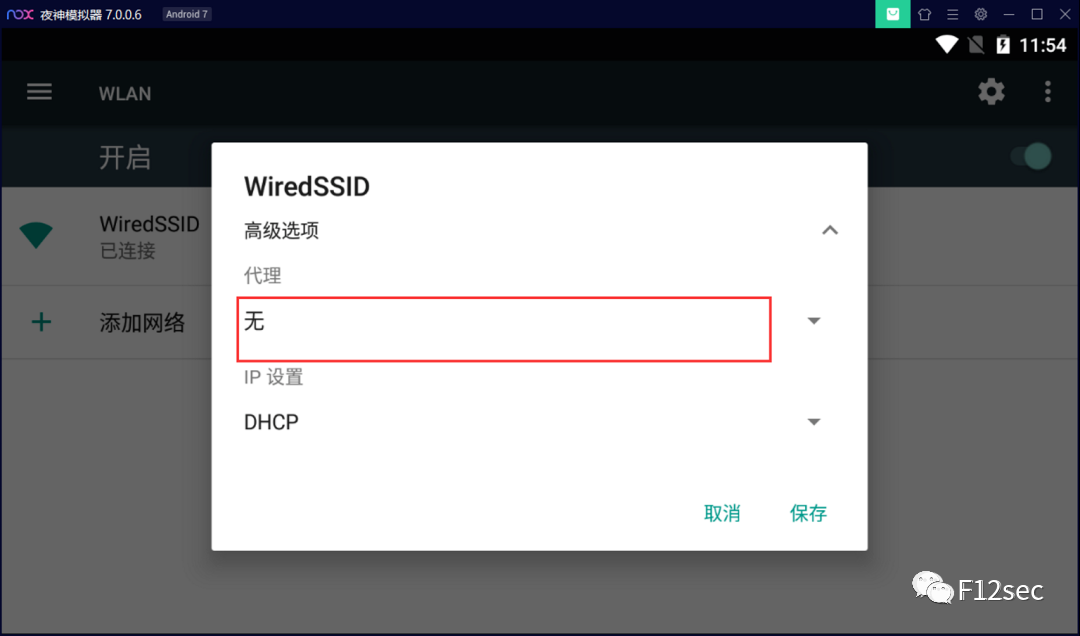 nox 夜神模拟器 7.0.0.6 Android 7
11:54
WLAN
开启
WiredSSID
已连接
添加网络
WiredSSID
高级选项
代理
无
IP 设置
DHCP
取消 保存
F12sec